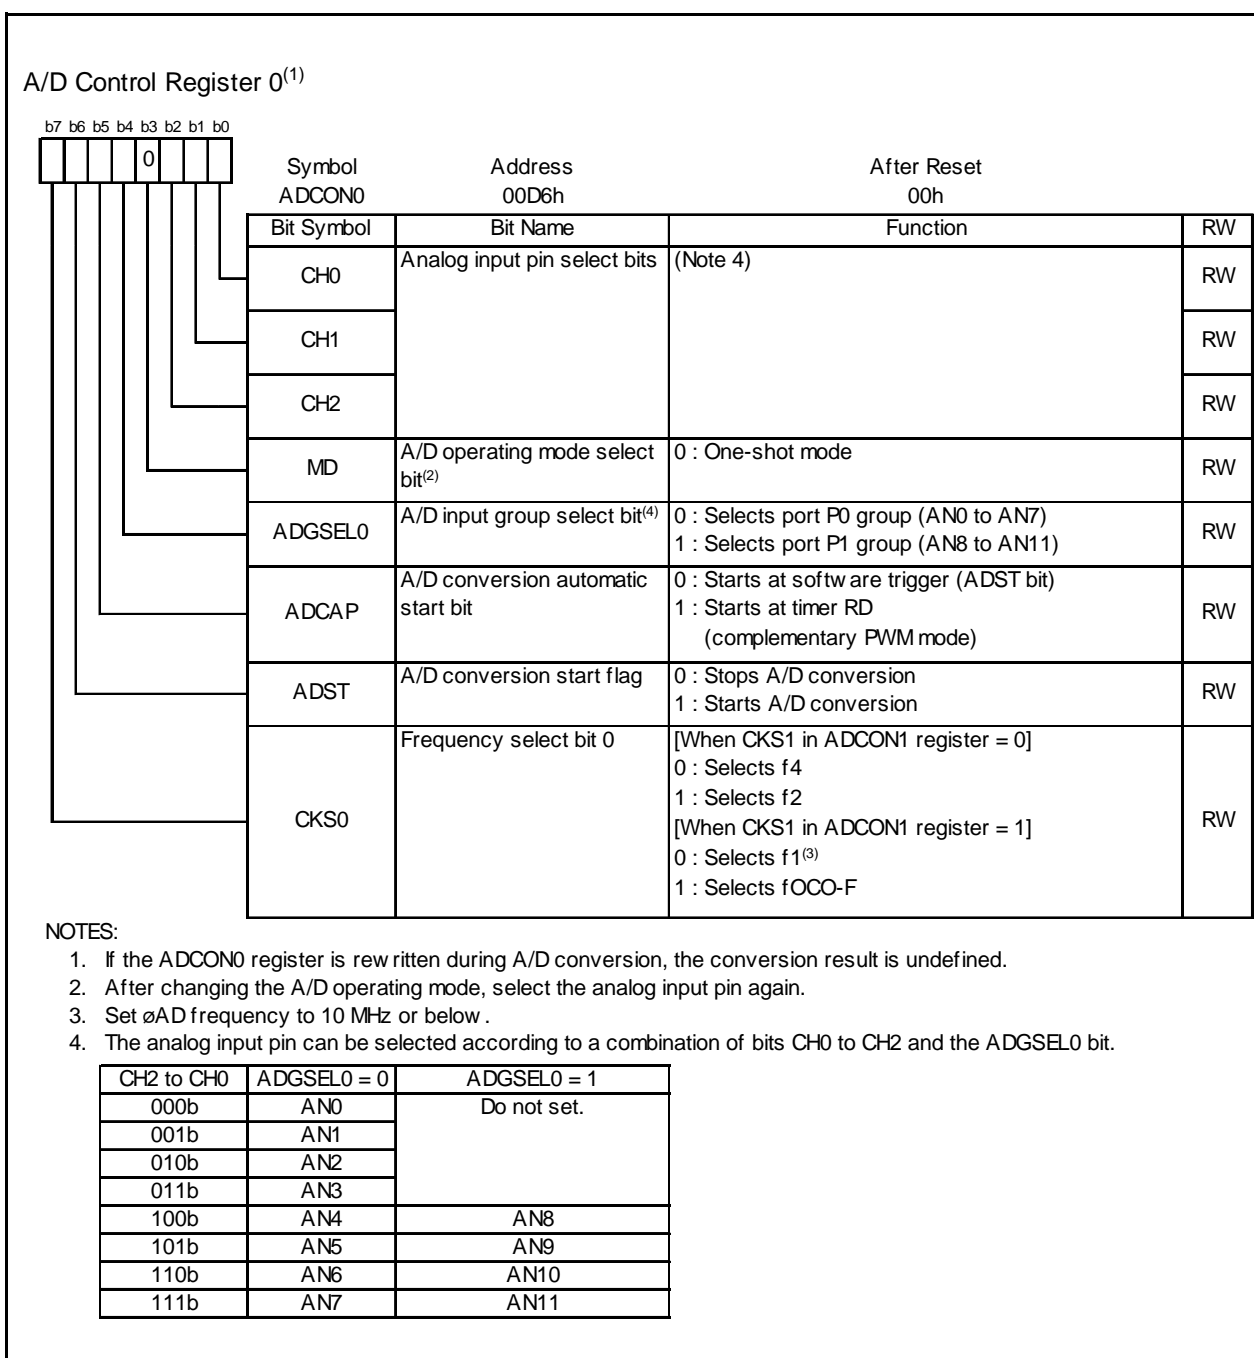 A/D Control Register 0(1)
b7 b6 b5 b4 b3 b2 b1 b0
0
Symbol Address After Reset
ADCON0 00D6h 00h
Bit Symbol Bit Name Function RW
CH0 Analog input pin select bits (Note 4) RW
CH1 RW
CH2 RW
MD A/D operating mode select bit(2) 0 : One-shot mode RW
ADGSEL0 A/D input group select bit(4) 0 : Selects port P0 group (AN0 to AN7)
1 : Selects port P1 group (AN8 to AN11) RW
ADCAP A/D conversion automatic start bit 0 : Starts at software trigger (ADST bit)
1 : Starts at timer RD
(complementary PWM mode) RW
ADST A/D conversion start flag 0 : Stops A/D conversion
1 : Starts A/D conversion RW
CKS0 Frequency select bit 0 [When CKS1 in ADCON1 register = 0]
0 : Selects f4
1 : Selects f2
[When CKS1 in ADCON1 register = 1]
0 : Selects f1(3)
1 : Selects fOCO-F RW
NOTES:
1. If the ADCON0 register is rewritten during A/D conversion, the conversion result is undefined.
2. After changing the A/D operating mode, select the analog input pin again.
3. Set øAD frequency to 10 MHz or below.
4. The analog input pin can be selected according to a combination of bits CH0 to CH2 and the ADGSEL0 bit.
CH2 to CH0 ADGSEL0 = 0 ADGSEL0 = 1
000b AN0 Do not set.
001b AN1
010b AN2
011b AN3
100b AN4 AN8
101b AN5 AN9
110b AN6 AN10
111b AN7 AN11